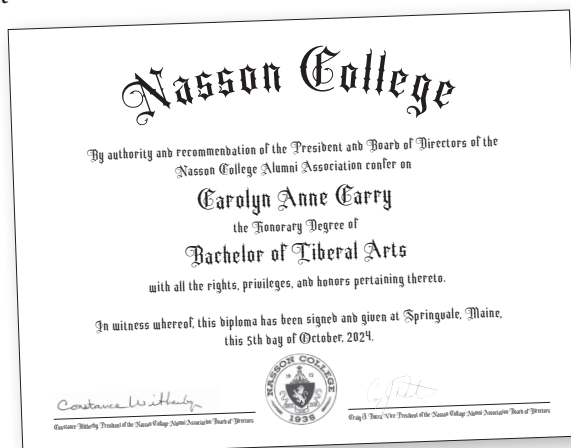 Nasson College
By authority and recommendation of the President and Board of Directors of the
Nasson College Alumni Association confer on
Carolyn Anne Carry
the Honorary Degree of
Bachelor of Liberal Arts
with all the rights, privileges, and honors pertaining thereto.
In witness whereof, this diploma has been signed and given at Springvale, Maine,
this 5th day of October, 2024.
NASSON COLLEGE
19 12
1935
Constance Witherby
Constance Witherby, President of the Nasson College Alumni Association Board of Directors
Vice President of the Nasson College Alumni Association Board of Directors